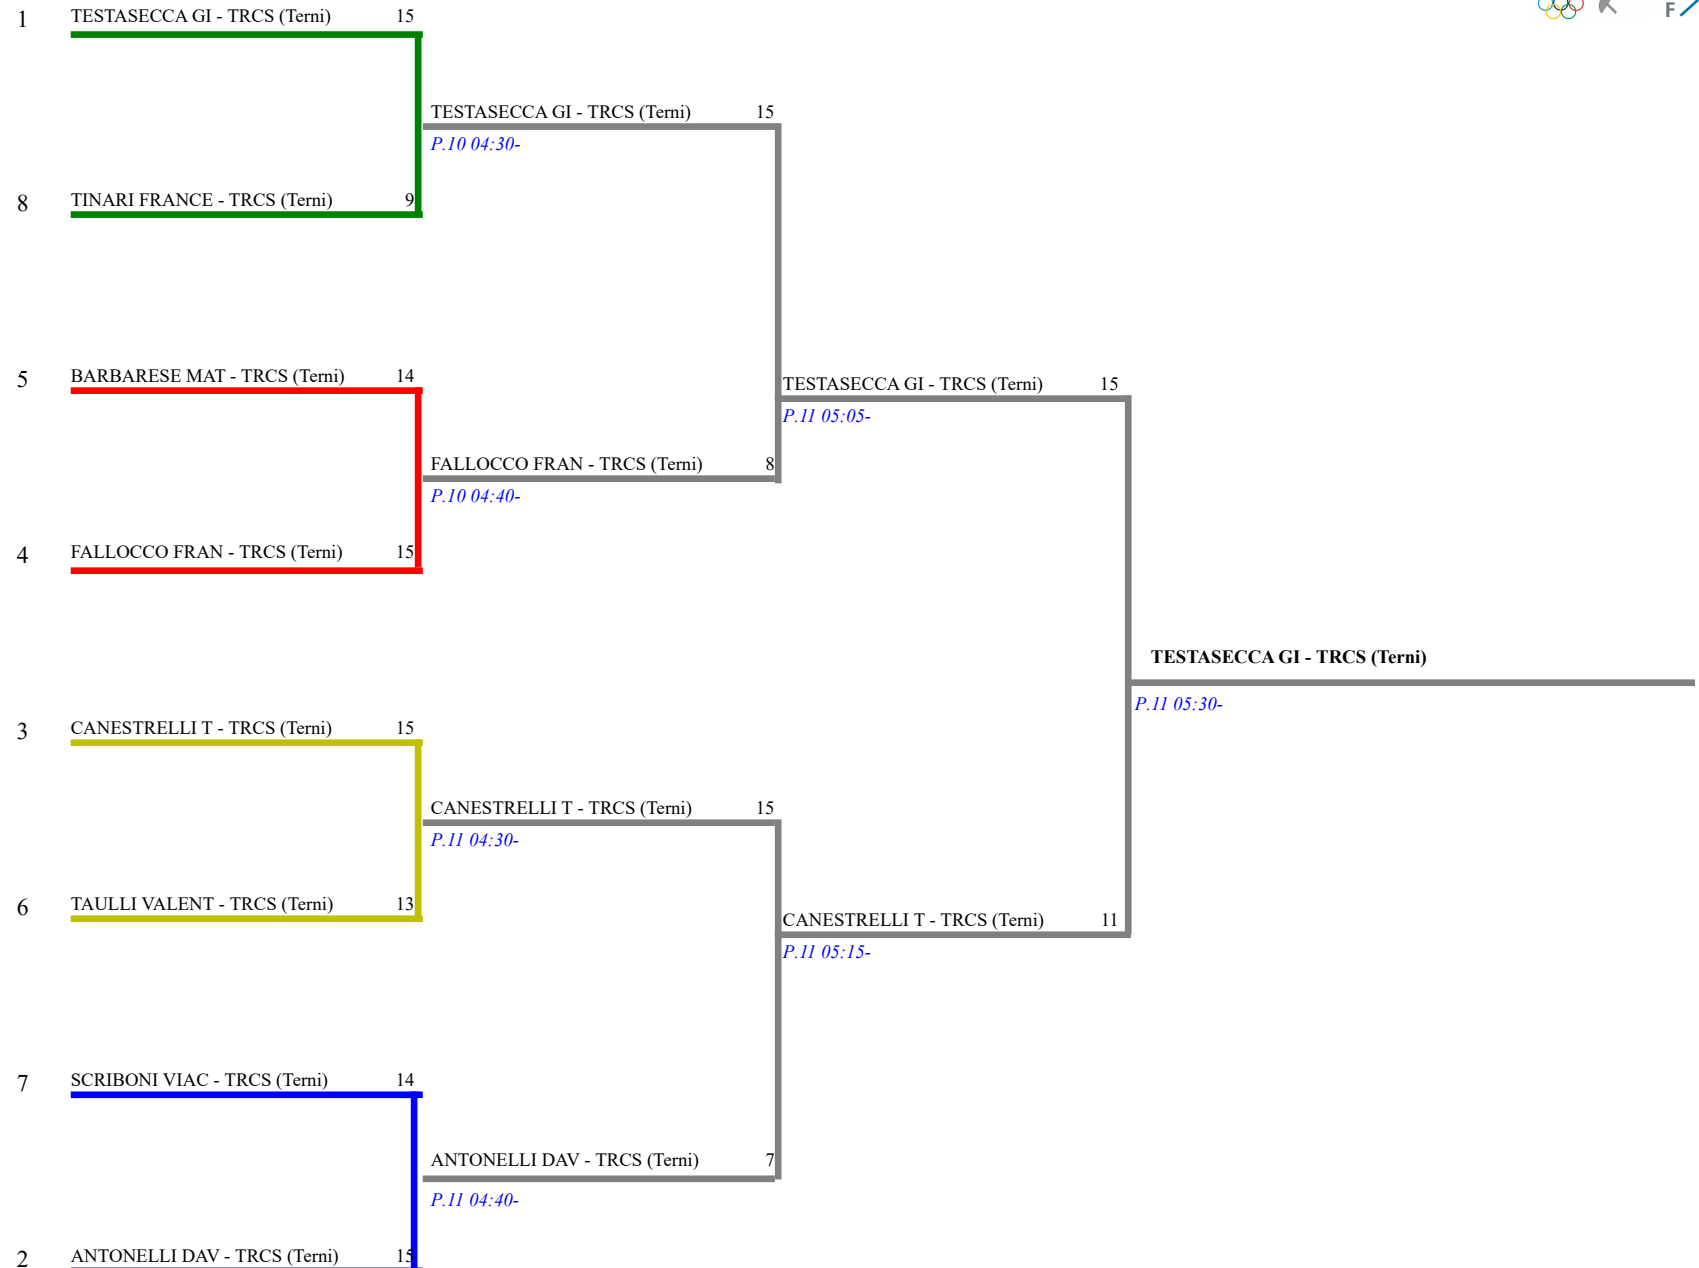 1 TESTASECCA GI - TRCS (Terni) 15
F
TESTASECCA GI - TRCS (Terni) 15
P.10 04:30-
8 TINARI FRANCE - TRCS (Terni) 9
5 BARBARESE MAT - TRCS (Terni) 14
TESTASECCA GI - TRCS (Terni) 15
P.11 05:05-
FALLOCCO FRAN - TRCS (Terni) 8
P.10 04:40-
4 FALLOCCO FRAN - TRCS (Terni) 15
TESTASECCA GI - TRCS (Terni)
P.11 05:30-
3 CANESTRELLI T - TRCS (Terni) 15
CANESTRELLI T - TRCS (Terni) 15
P.11 04:30-
6 TAULLI VALENT - TRCS (Terni) 13
CANESTRELLI T - TRCS (Terni) 11
P.11 05:15-
7 SCRIBONI VIAC - TRCS (Terni) 14
ANTONELLI DAV - TRCS (Terni) 7
P.11 04:40-
2 ANTONELLI DAV - TRCS (Terni) 15